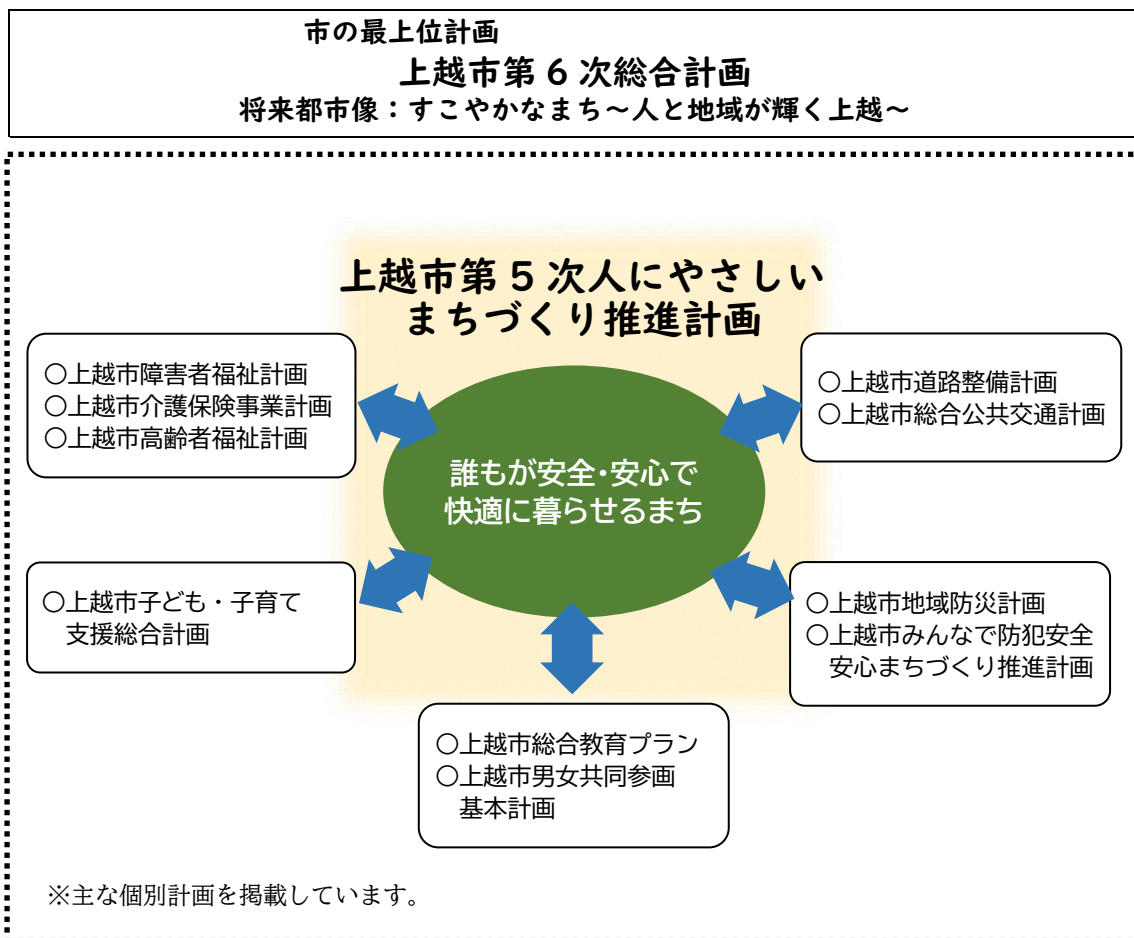 市の最上位計画
上越市第6次総合計画
将来都市像：すこやかなまち～人と地域が輝く上越～
上越市第5次人にやさしい
まちづくり推進計画
○上越市障害者福祉計画
○上越市介護保険事業計画
○上越市高齢者福祉計画
○上越市道路整備計画
○上越市総合公共交通計画
誰もが安全・安心で
快適に暮らせるまち
○上越市子ども・子育て
支援総合計画
○上越市地域防災計画
○上越市みんなで防犯安全
安心まちづくり推進計画
○上越市総合教育プラン
○上越市男女共同参画
基本計画
※主な個別計画を掲載しています。